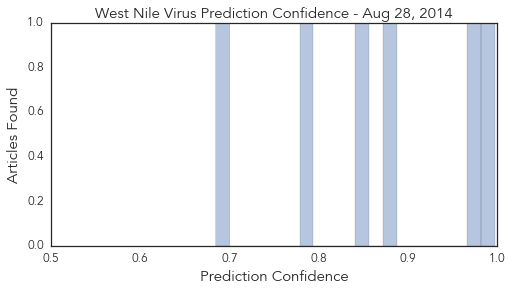 West Nile Virus Prediction Confidence - Aug 28, 2014
1.0
0.8
0.6
0.4
0.2
0.0
Articles Found
0.5 0.6 0.7 0.8 0.9 1.0
Prediction Confidence